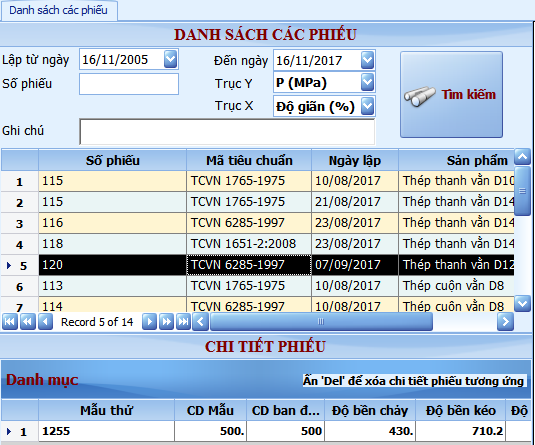 Danh sách các phiếu
DANH SÁCH CÁC PHIẾU
Lập từ ngày 16/11/2005 Đến ngày 16/11/2017
Số phiếu Trục Y P (MPa)
Trục X Độ giãn (%)
Tìm kiếm
Ghi chú
Số phiếu Mã tiêu chuẩn Ngày lập Sản phẩm
1 115 TCVN 1765-1975 10/08/2017 Thép thanh vằn D10
2 115 TCVN 1765-1975 21/08/2017 Thép thanh vằn D14
3 116 TCVN 6285-1997 23/08/2017 Thép thanh vằn D14
4 118 TCVN 1651-2:2008 23/08/2017 Thép thanh vằn D14
5 120 TCVN 6285-1997 07/09/2017 Thép thanh vằn D12
6 113 TCVN 1765-1975 10/08/2017 Thép cuộn vằn D8
7 114 TCVN 6285-1997 10/08/2017 Thép cuộn vằn D8
Record 5 of 14
CHI TIẾT PHIẾU
Danh mục Ấn 'Del' để xóa chi tiết phiếu tương ứng
Mẫu thử CD Mẫu CD ban đ... Độ bền chảy Độ bền kéo Độ
1 1255 500. 500 430. 710.2